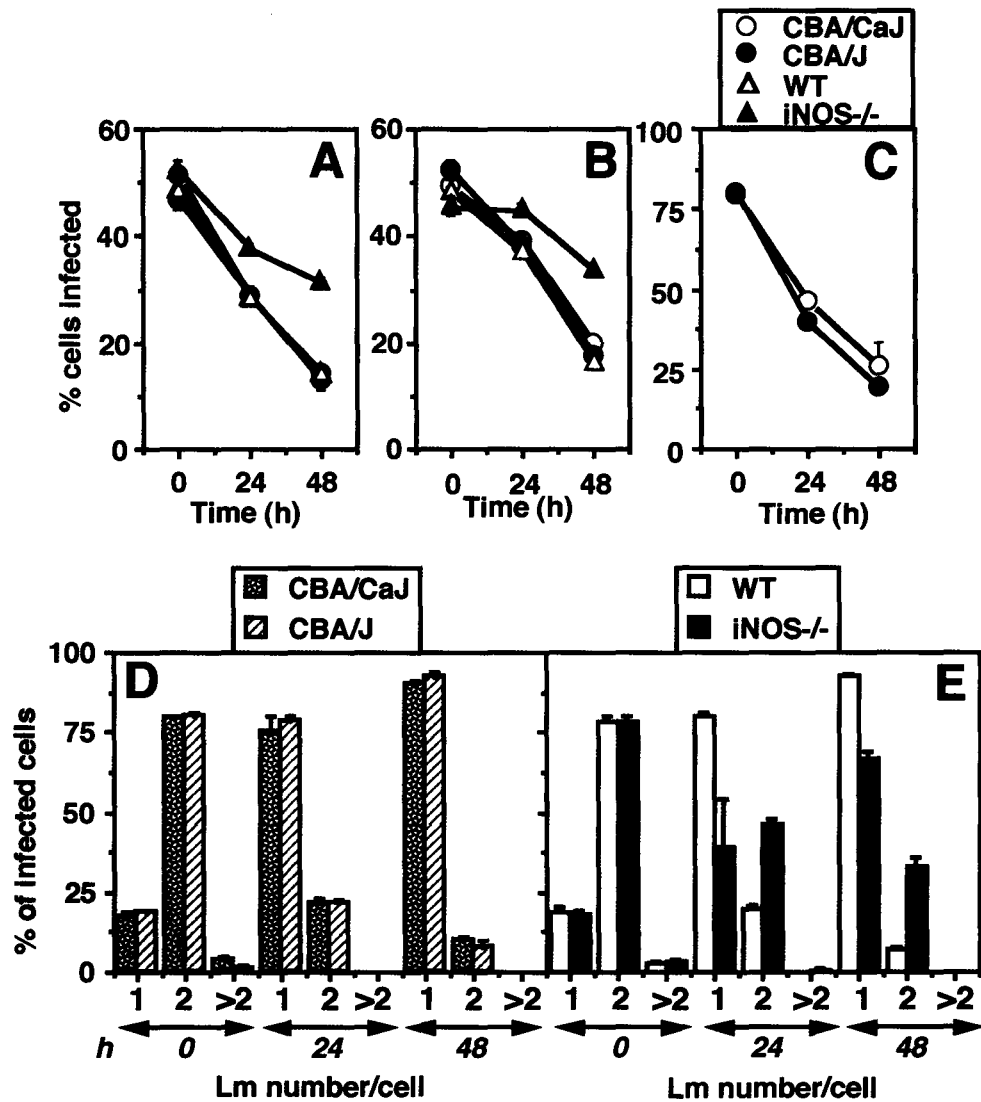 CBA/CaJ
CBA/J
WT
iNOS-/-
60
40
20
0
% cells infected
A
0 24 48
Time (h)
60
40
20
0
B
0 24 48
Time (h)
100
75
50
25
0
C
0 24 48
Time (h)
CBA/CaJ
CBA/J
WT
iNOS-/-
100
75
50
25
0
% of infected cells
D
E
1 2 >2 1 2 >2 1 2 >2 1 2 >2 1 2 >2 1 2 >2
h 0 24 48 0 24 48
Lm number/cell Lm number/cell